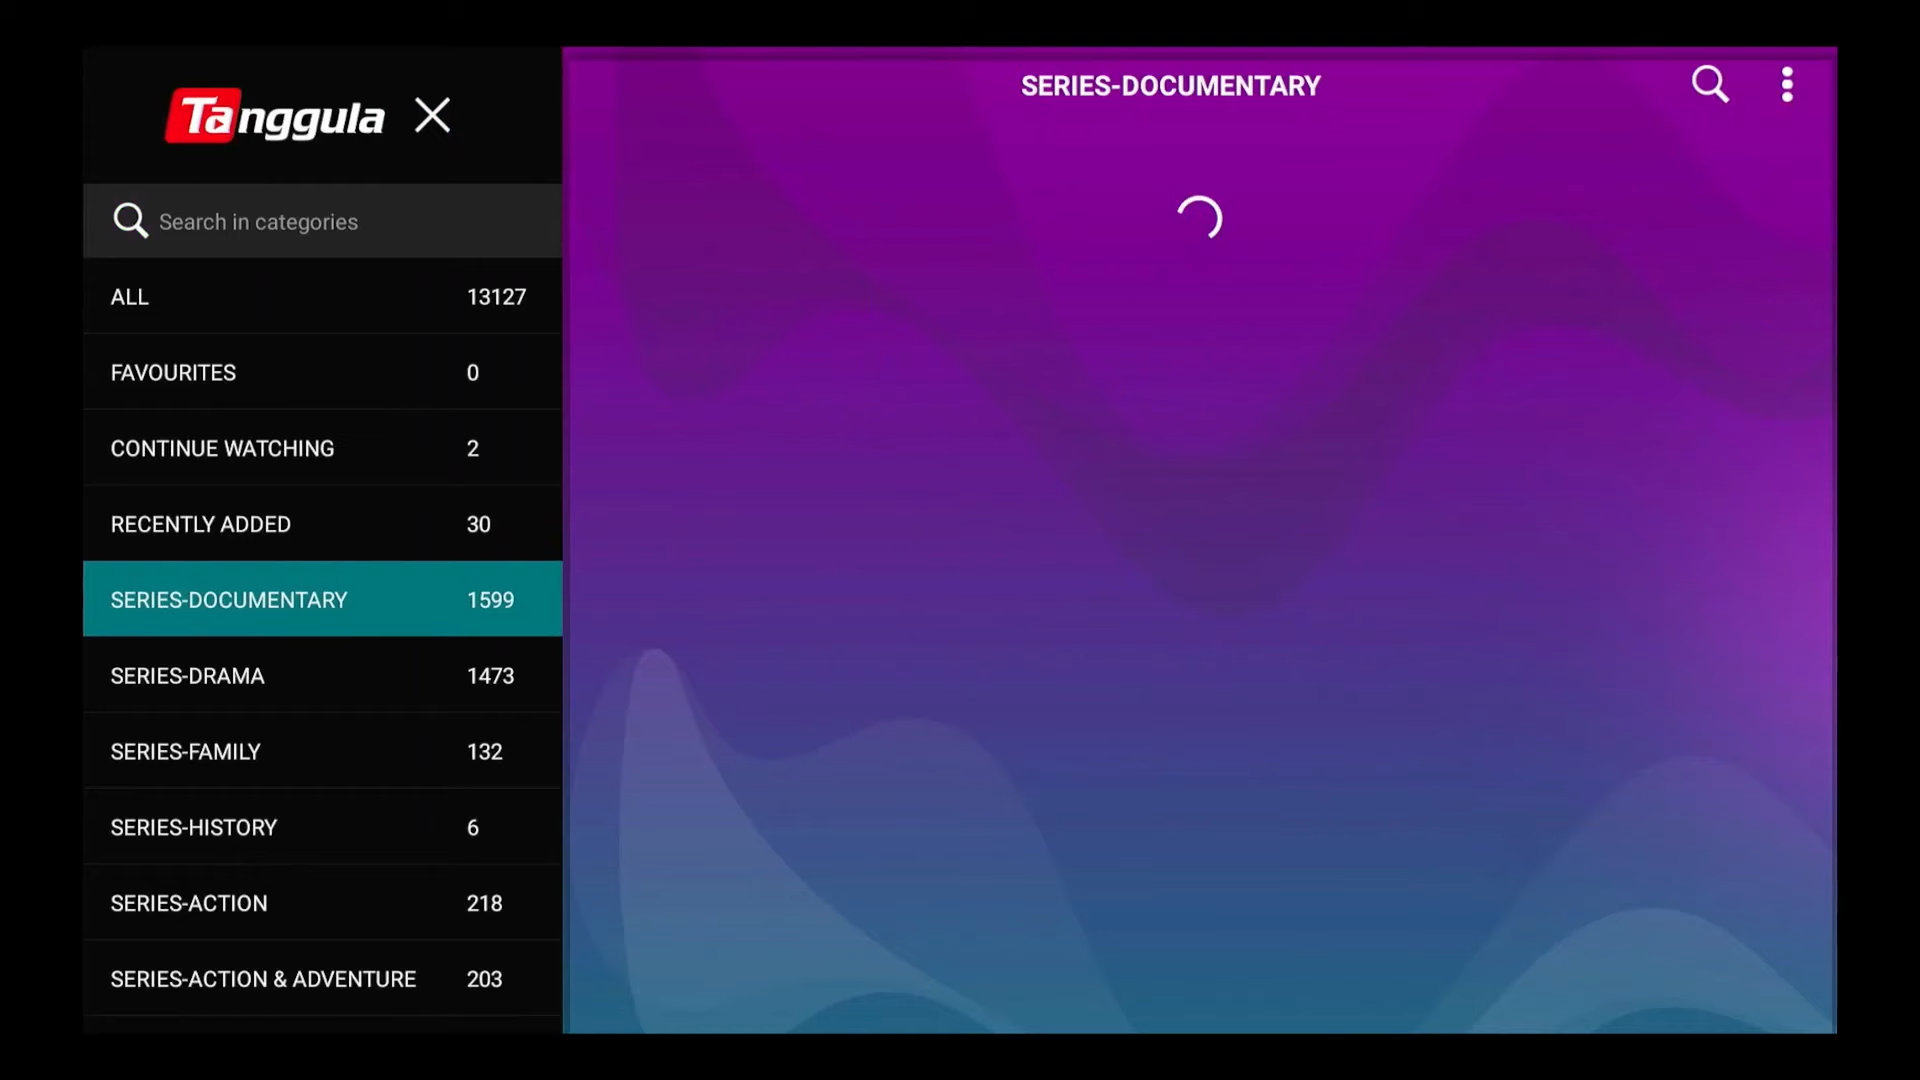 Tanggula
Search in categories
ALL 13127
FAVOURITES 0
CONTINUE WATCHING 2
RECENTLY ADDED 30
SERIES-DOCUMENTARY 1599
SERIES-DRAMA 1473
SERIES-FAMILY 132
SERIES-HISTORY 6
SERIES-ACTION 218
SERIES-ACTION & ADVENTURE 203
SERIES-DOCUMENTARY